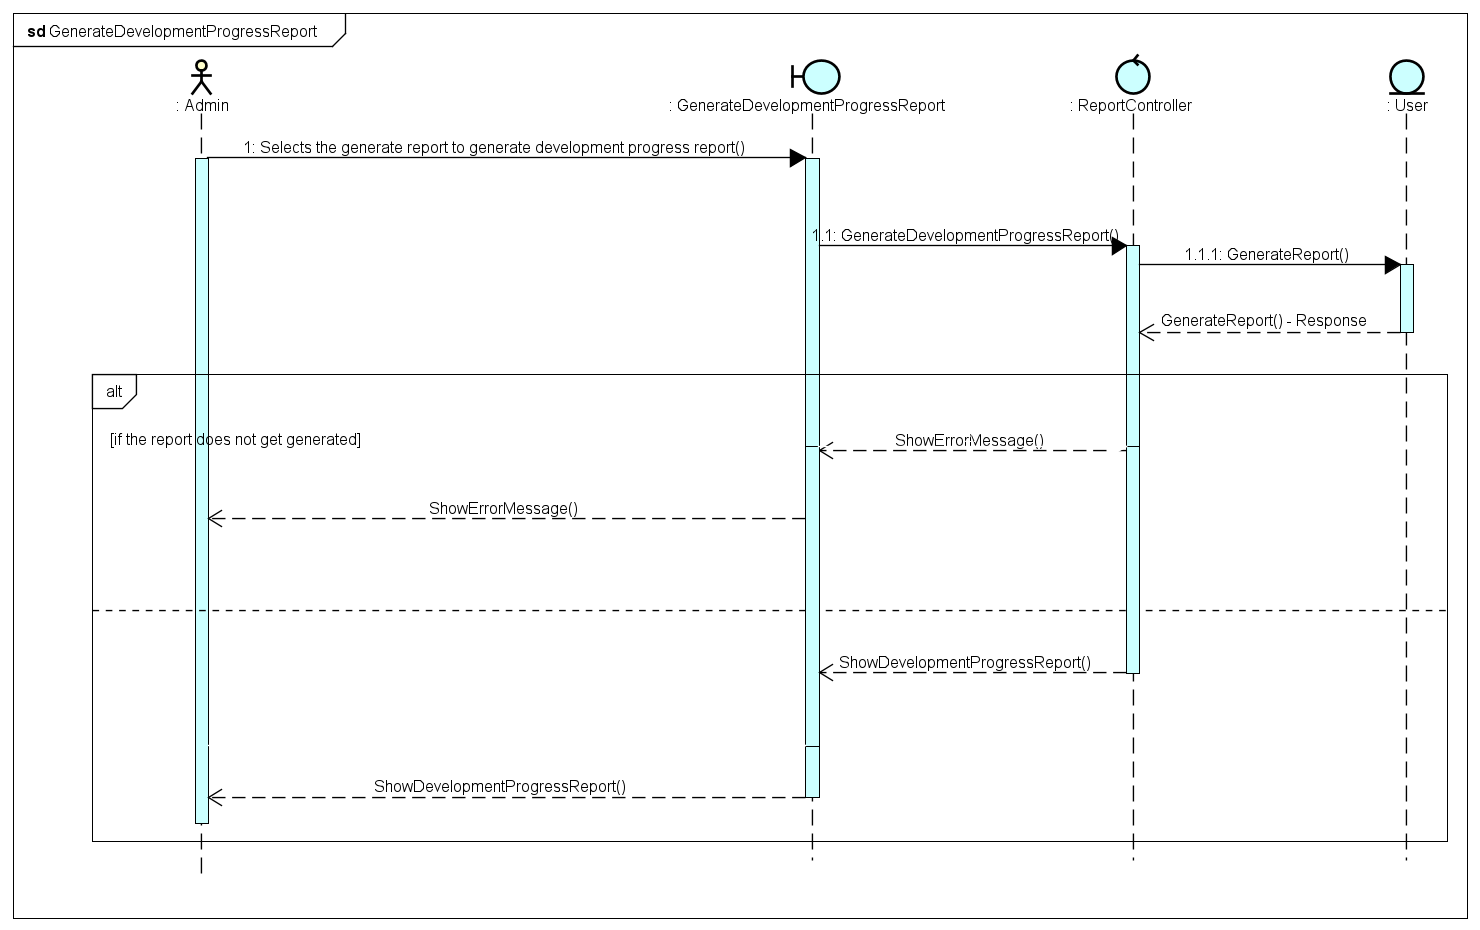 sd GenerateDevelopmentProgressReport
: Admin
: GenerateDevelopmentProgressReport
: ReportController
: User
1: Selects the generate report to generate development progress report()
1.1: GenerateDevelopmentProgressReport()
1.1.1: GenerateReport()
GenerateReport() - Response
alt
[if the report does not get generated]
ShowErrorMessage()
ShowErrorMessage()
ShowDevelopmentProgressReport()
ShowDevelopmentProgressReport()